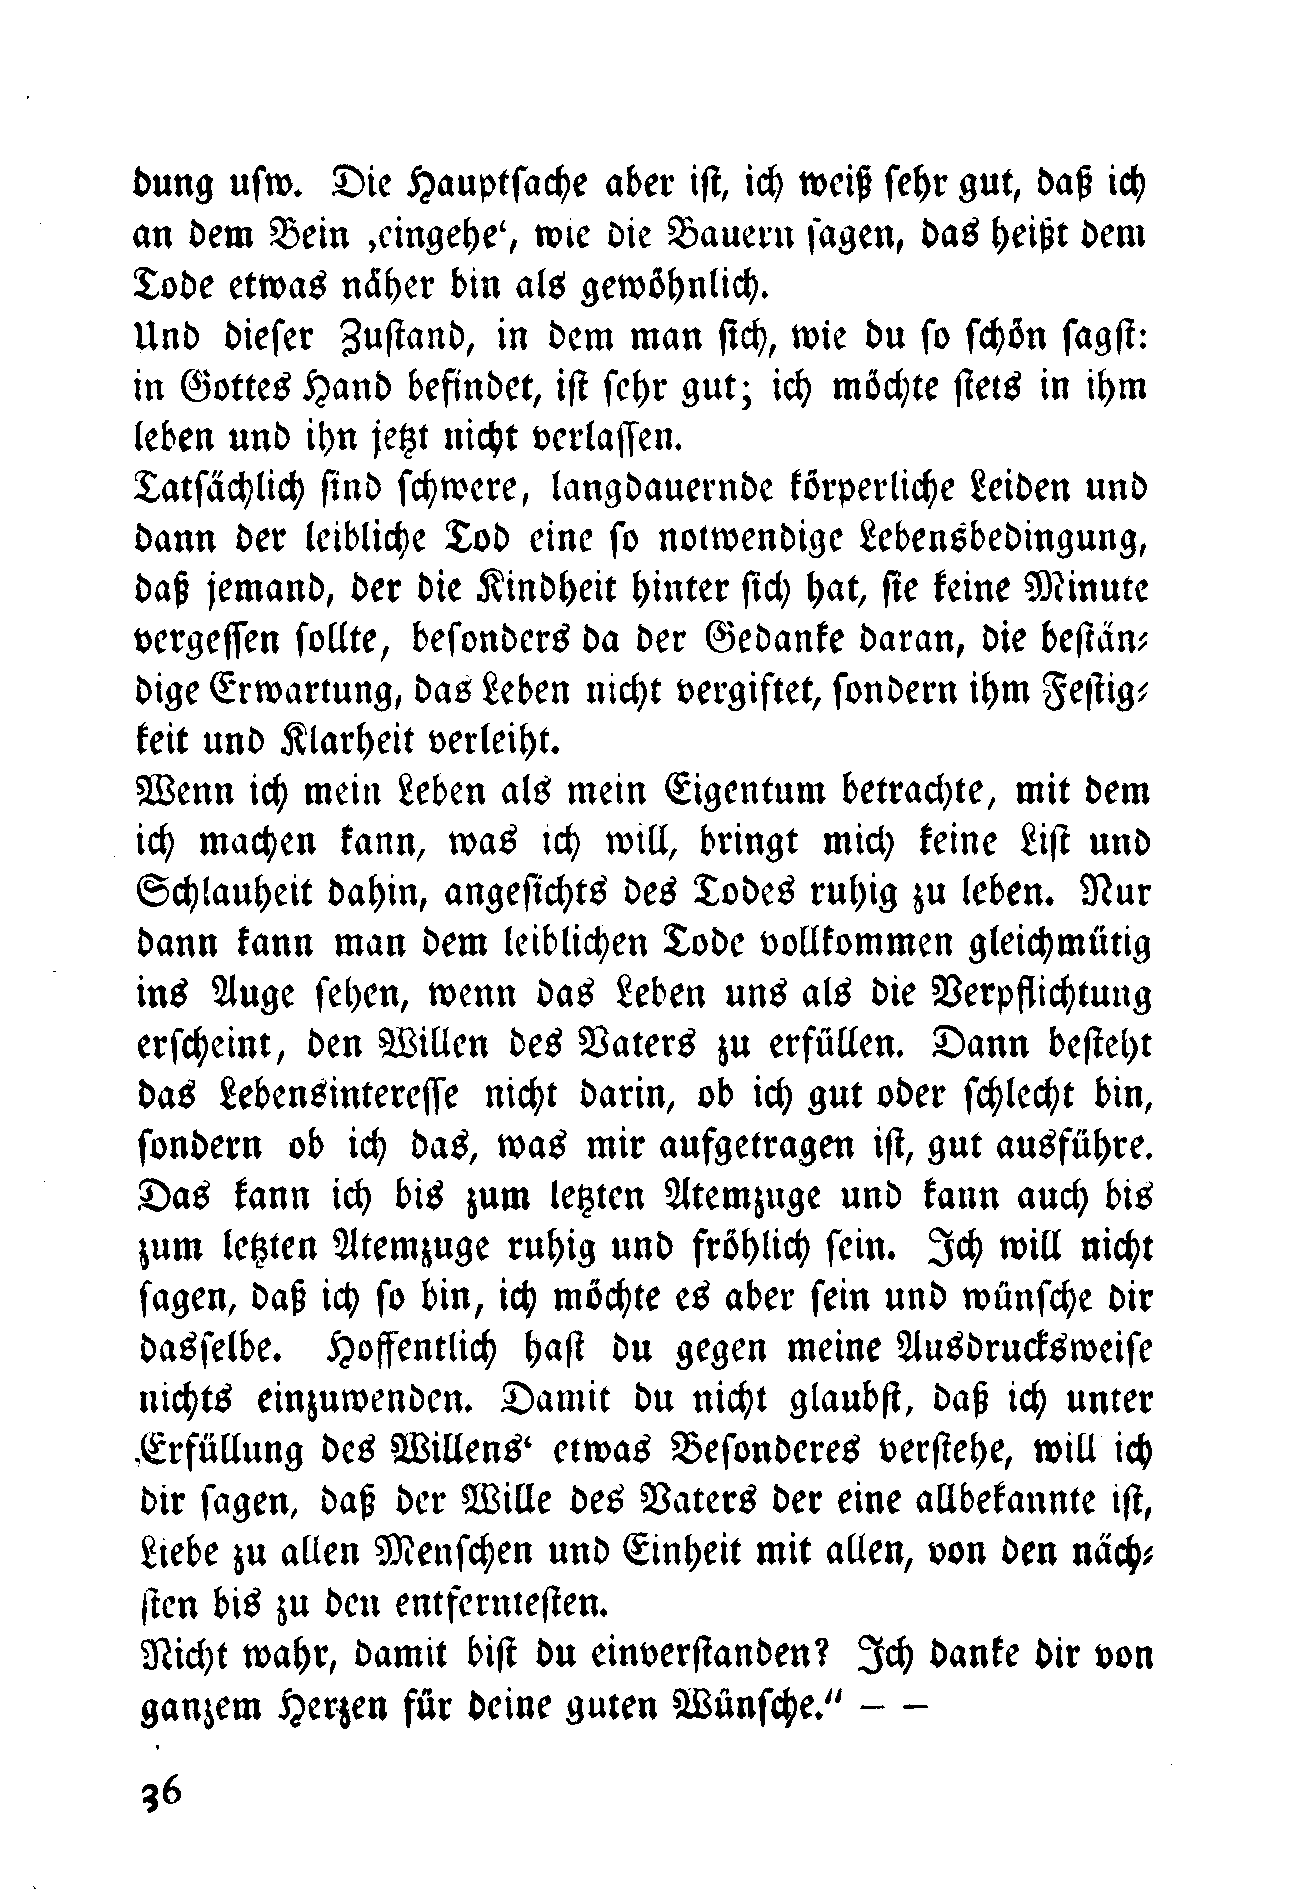 dung usw. Die Hauptsache aber ist, ich weiß sehr gut, daß ich
an dem Bein ‚eingehe‘, wie die Bauern sagen, das heißt dem
Tode etwas näher bin als gewöhnlich.
Und dieser Zustand, in dem man sich, wie du so schön sagst:
in Gottes Hand befindet, ist sehr gut; ich möchte stets in ihm
leben und ihn jetzt nicht verlassen.
Tatsächlich sind schwere, langdauernde körperliche Leiden und
dann der leibliche Tod eine so notwendige Lebensbedingung,
daß jemand, der die Kindheit hinter sich hat, sie keine Minute
vergessen sollte, besonders da der Gedanke daran, die bestän-
dige Erwartung, das Leben nicht vergiftet, sondern ihm Festig-
keit und Klarheit verleiht.
Wenn ich mein Leben als mein Eigentum betrachte, mit dem
ich machen kann, was ich will, bringt mich keine List und
Schlauheit dahin, angesichts des Todes ruhig zu leben. Nur
dann kann man dem leiblichen Tode vollkommen gleichmütig
ins Auge sehen, wenn das Leben uns als die Verpflichtung
erscheint, den Willen des Vaters zu erfüllen. Dann besteht
das Lebensinteresse nicht darin, ob ich gut oder schlecht bin,
sondern ob ich das, was mir aufgetragen ist, gut ausführe.
Das kann ich bis zum letzten Atemzuge und kann auch bis
zum letzten Atemzuge ruhig und fröhlich sein. Ich will nicht
sagen, daß ich so bin, ich möchte es aber sein und wünsche dir
dasselbe. Hoffentlich hast du gegen meine Ausdrucksweise
nichts einzuwenden. Damit du nicht glaubst, daß ich unter
‚Erfüllung des Willens‘ etwas Besonderes verstehe, will ich
dir sagen, daß der Wille des Vaters der eine allbekannte ist,
Liebe zu allen Menschen und Einheit mit allen, von den näch-
sten bis zu den entferntesten.
Nicht wahr, damit bist du einverstanden? Ich danke dir von
ganzem Herzen für deine guten Wünsche.“ — —
36